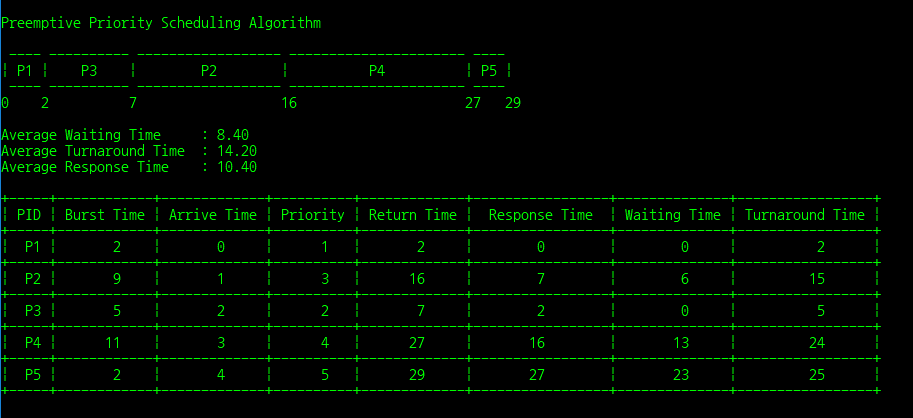 Preemptive Priority Scheduling Algorithm
| P1 | P3 | P2 | P4 | P5 |
0 2 7 16 27 29
Average Waiting Time : 8.40
Average Turnaround Time : 14.20
Average Response Time : 10.40
| PID | Burst Time | Arrive Time | Priority | Return Time | Response Time | Waiting Time | Turnaround Time |
| P1 | 2 | 0 | 1 | 2 | 0 | 0 | 2 |
| P2 | 9 | 1 | 3 | 16 | 7 | 6 | 15 |
| P3 | 5 | 2 | 2 | 7 | 2 | 0 | 5 |
| P4 | 11 | 3 | 4 | 27 | 16 | 13 | 24 |
| P5 | 2 | 4 | 5 | 29 | 27 | 23 | 25 |